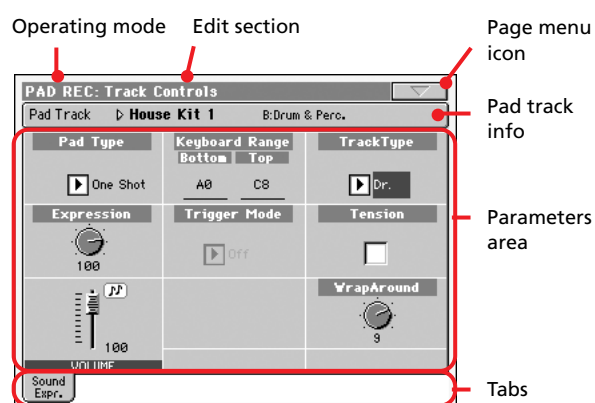 Operating mode Edit section Page menu icon
PAD REC: Track Controls
Pad Track House Kit 1 B:Drum & Perc.
Pad track info
Pad Type Keyboard Range TrackType
Bottom Top
One Shot A0 C8 Dr.
Expression Trigger Mode Tension
Parameters area
Off
100
WrapAround
100 9
VOLUME
Sound Expr.
Tabs